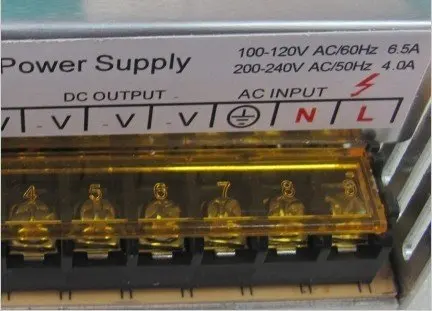 Power Supply
100-120V AC/60Hz 6.5A
200-240V AC/50Hz 4.0A
DC OUTPUT AC INPUT
V -V -V -V N L
4 5 6 7 8 9